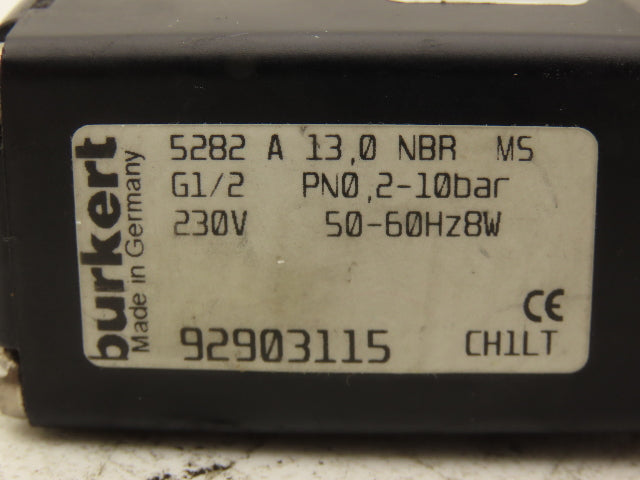 burkert
Made in Germany
5282 A 13,0 NBR MS
G1/2 PN0,2-10bar
230V 50-60Hz8W
CE
92903115 CH1LT